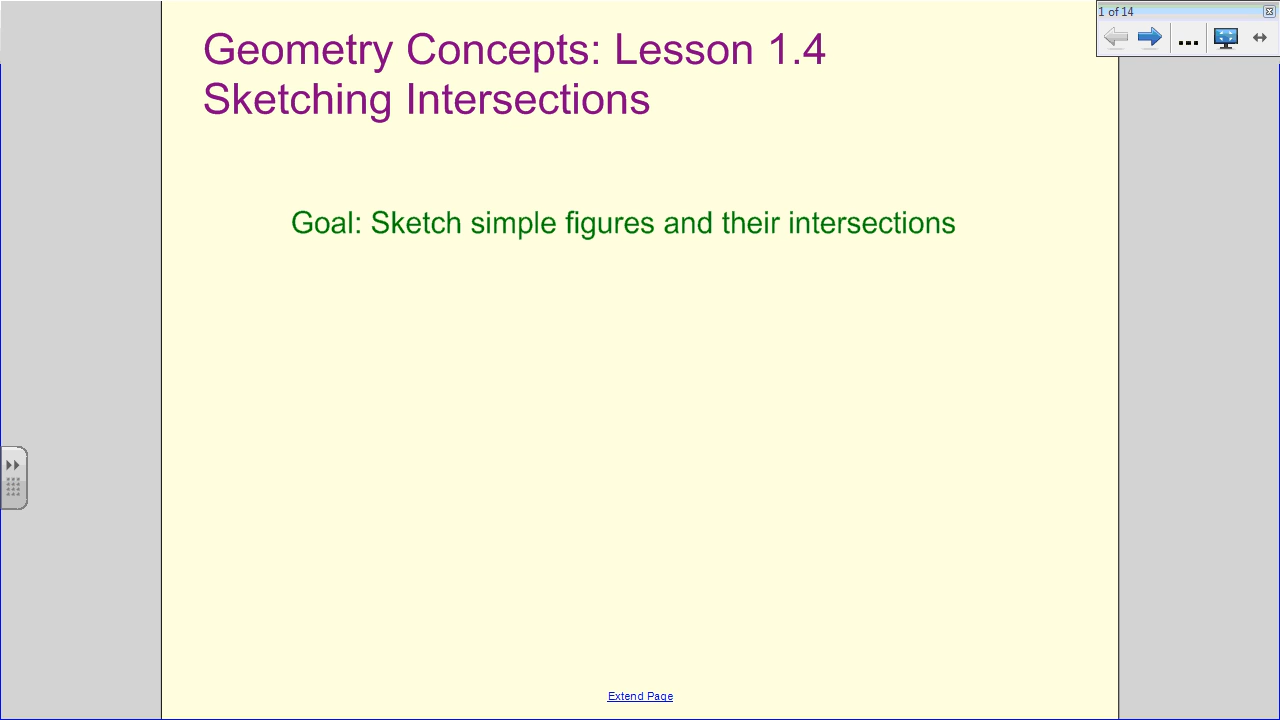 1 of 14
Geometry Concepts: Lesson 1.4
Sketching Intersections
Goal: Sketch simple figures and their intersections
Extend Page